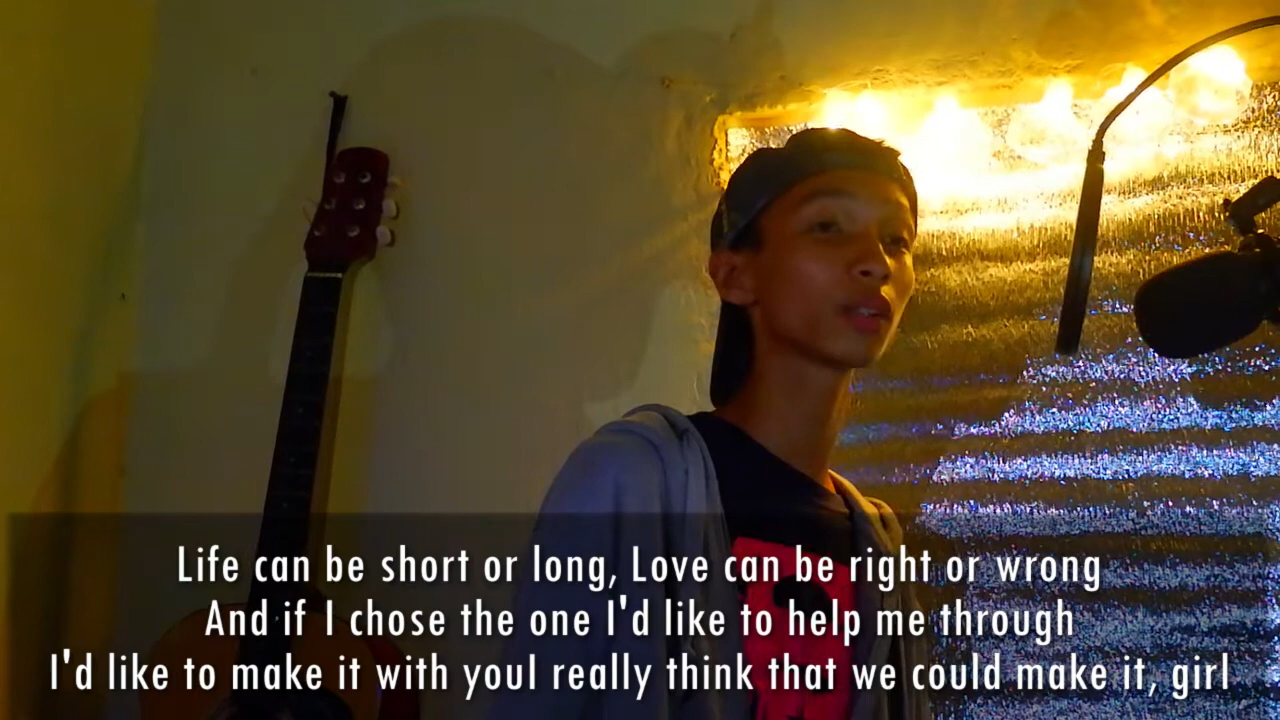 Life can be short or long, Love can be right or wrong
And if I chose the one I'd like to help me through
I'd like to make it with youI really think that we could make it, girl